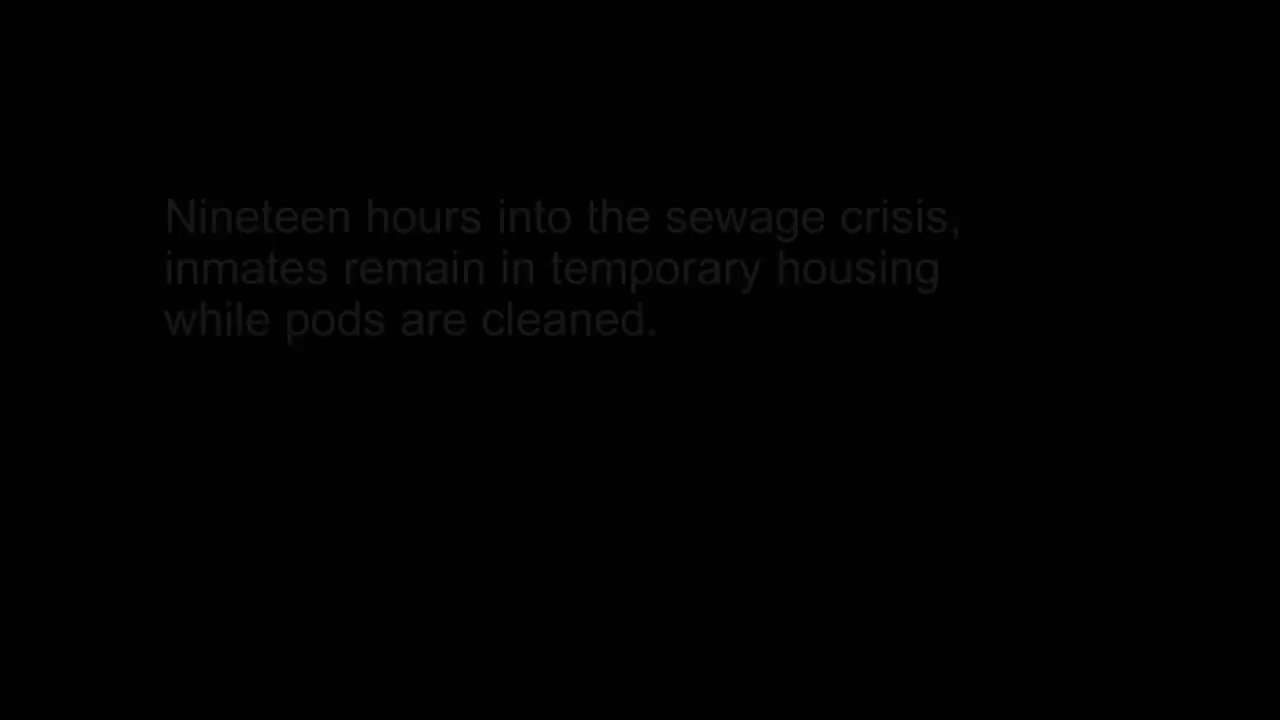 Nineteen hours into the sewage crisis,
inmates remain in temporary housing
while pods are cleaned.